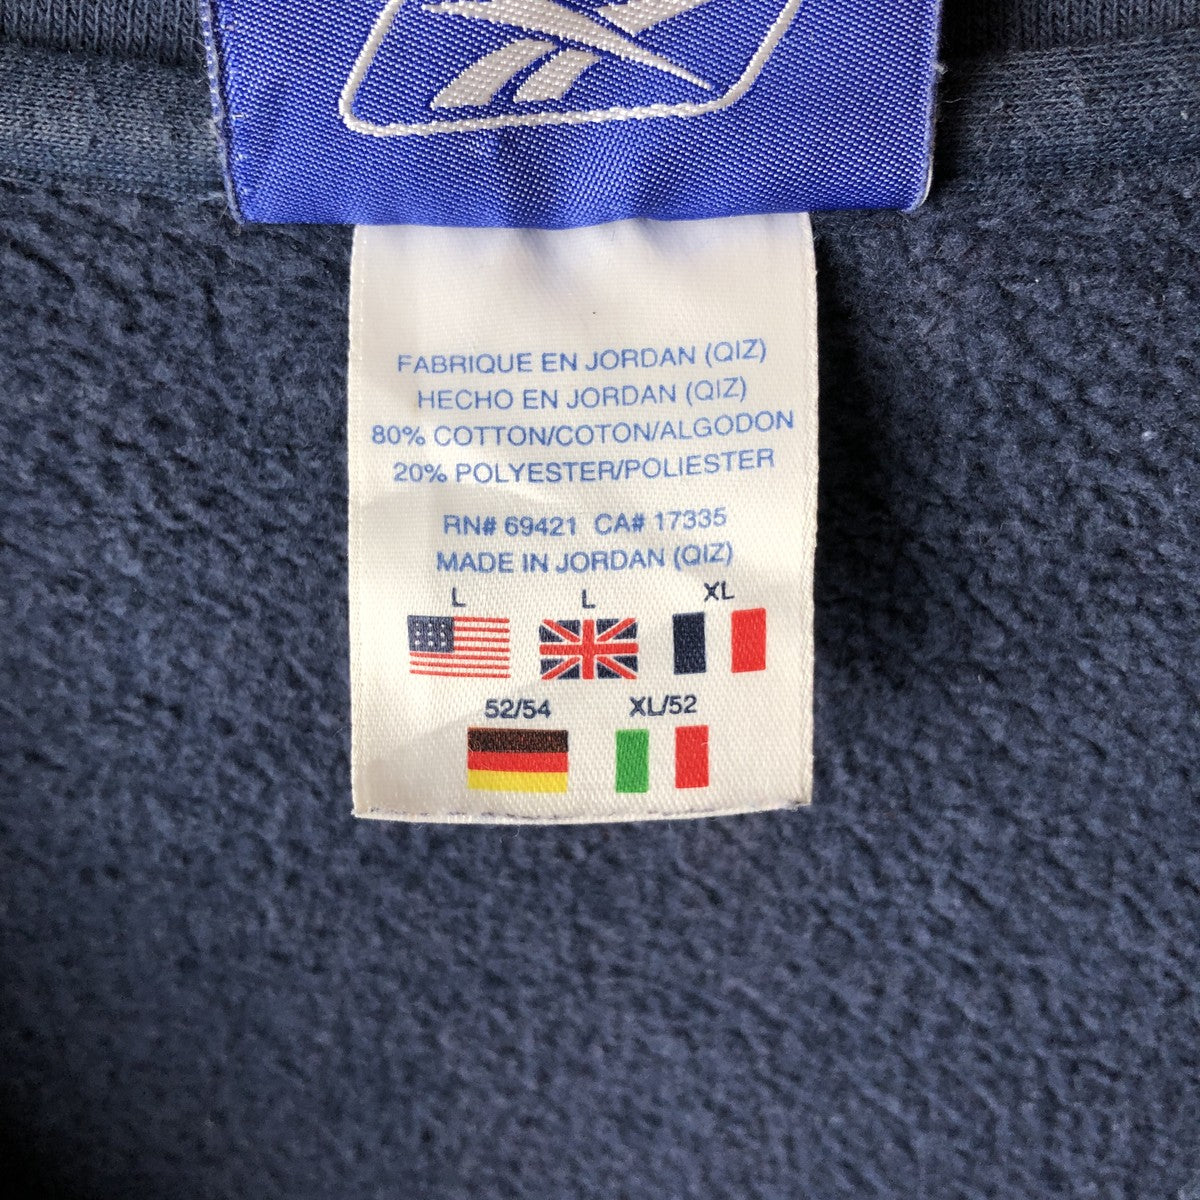 FABRIQUE EN JORDAN (QIZ)
HECHO EN JORDAN (QIZ)
80% COTTON/COTON/ALGODON
20% POLYESTER/POLIESTER
RN# 69421 CA# 17335
MADE IN JORDAN (QIZ)
L L XL
52/54 XL/52